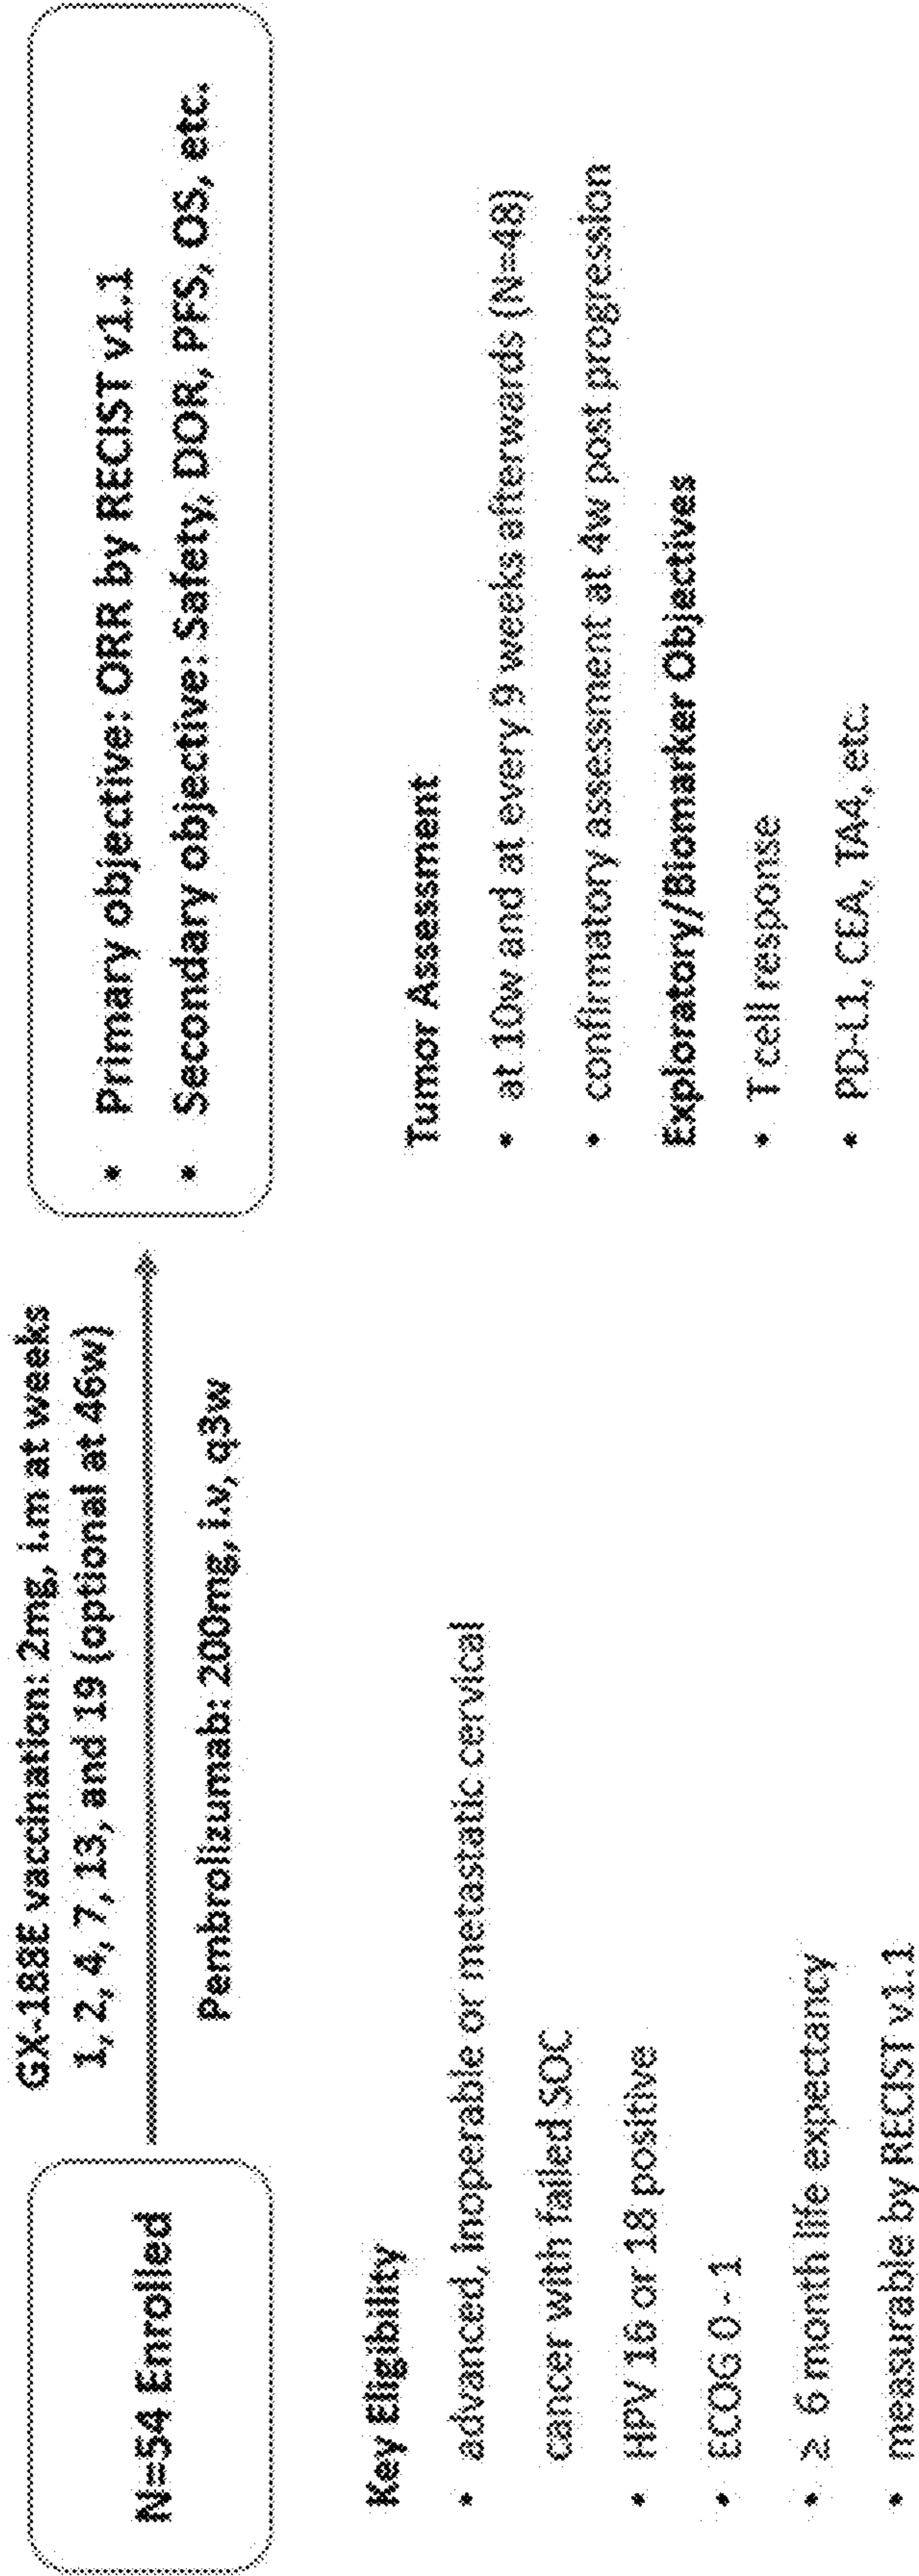 N=54 Enrolled
GX-188E vaccination: 2mg, i.m at weeks
1, 2, 4, 7, 13, and 19 (optional at 46w)
Pembrolizumab: 200mg, i.v, q3w
• Primary objective: ORR by RECIST v1.1
• Secondary objective: Safety, DOR, PFS, OS, etc.
Key Eligibility
• advanced, inoperable or metastatic cervical
cancer with failed SOC
• HPV 16 or 18 positive
• ECOG 0 - 1
• ≥ 6 month life expectancy
• measurable by RECIST v1.1
Tumor Assessment
• at 10w and at every 9 weeks afterwards (N=48)
• confirmatory assessment at 4w post progression
Exploratory/Biomarker Objectives
• T cell response
• PD-L1, CEA, TA4, etc.